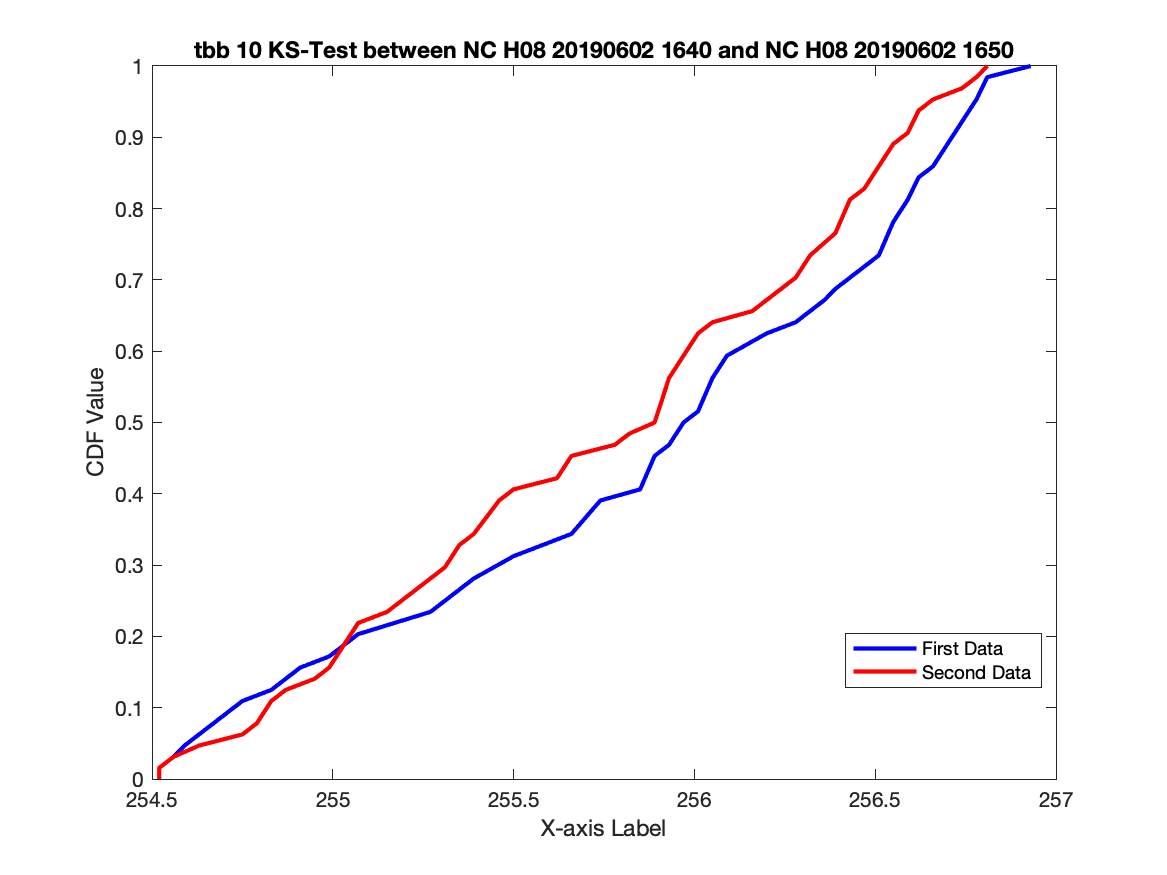 tbb 10 KS-Test between NC H08 20190602 1640 and NC H08 20190602 1650
1
0.9
0.8
0.7
0.6
0.5
0.4
0.3
0.2
0.1
0
CDF Value
First Data
Second Data
254.5 255 255.5 256 256.5 257
X-axis Label